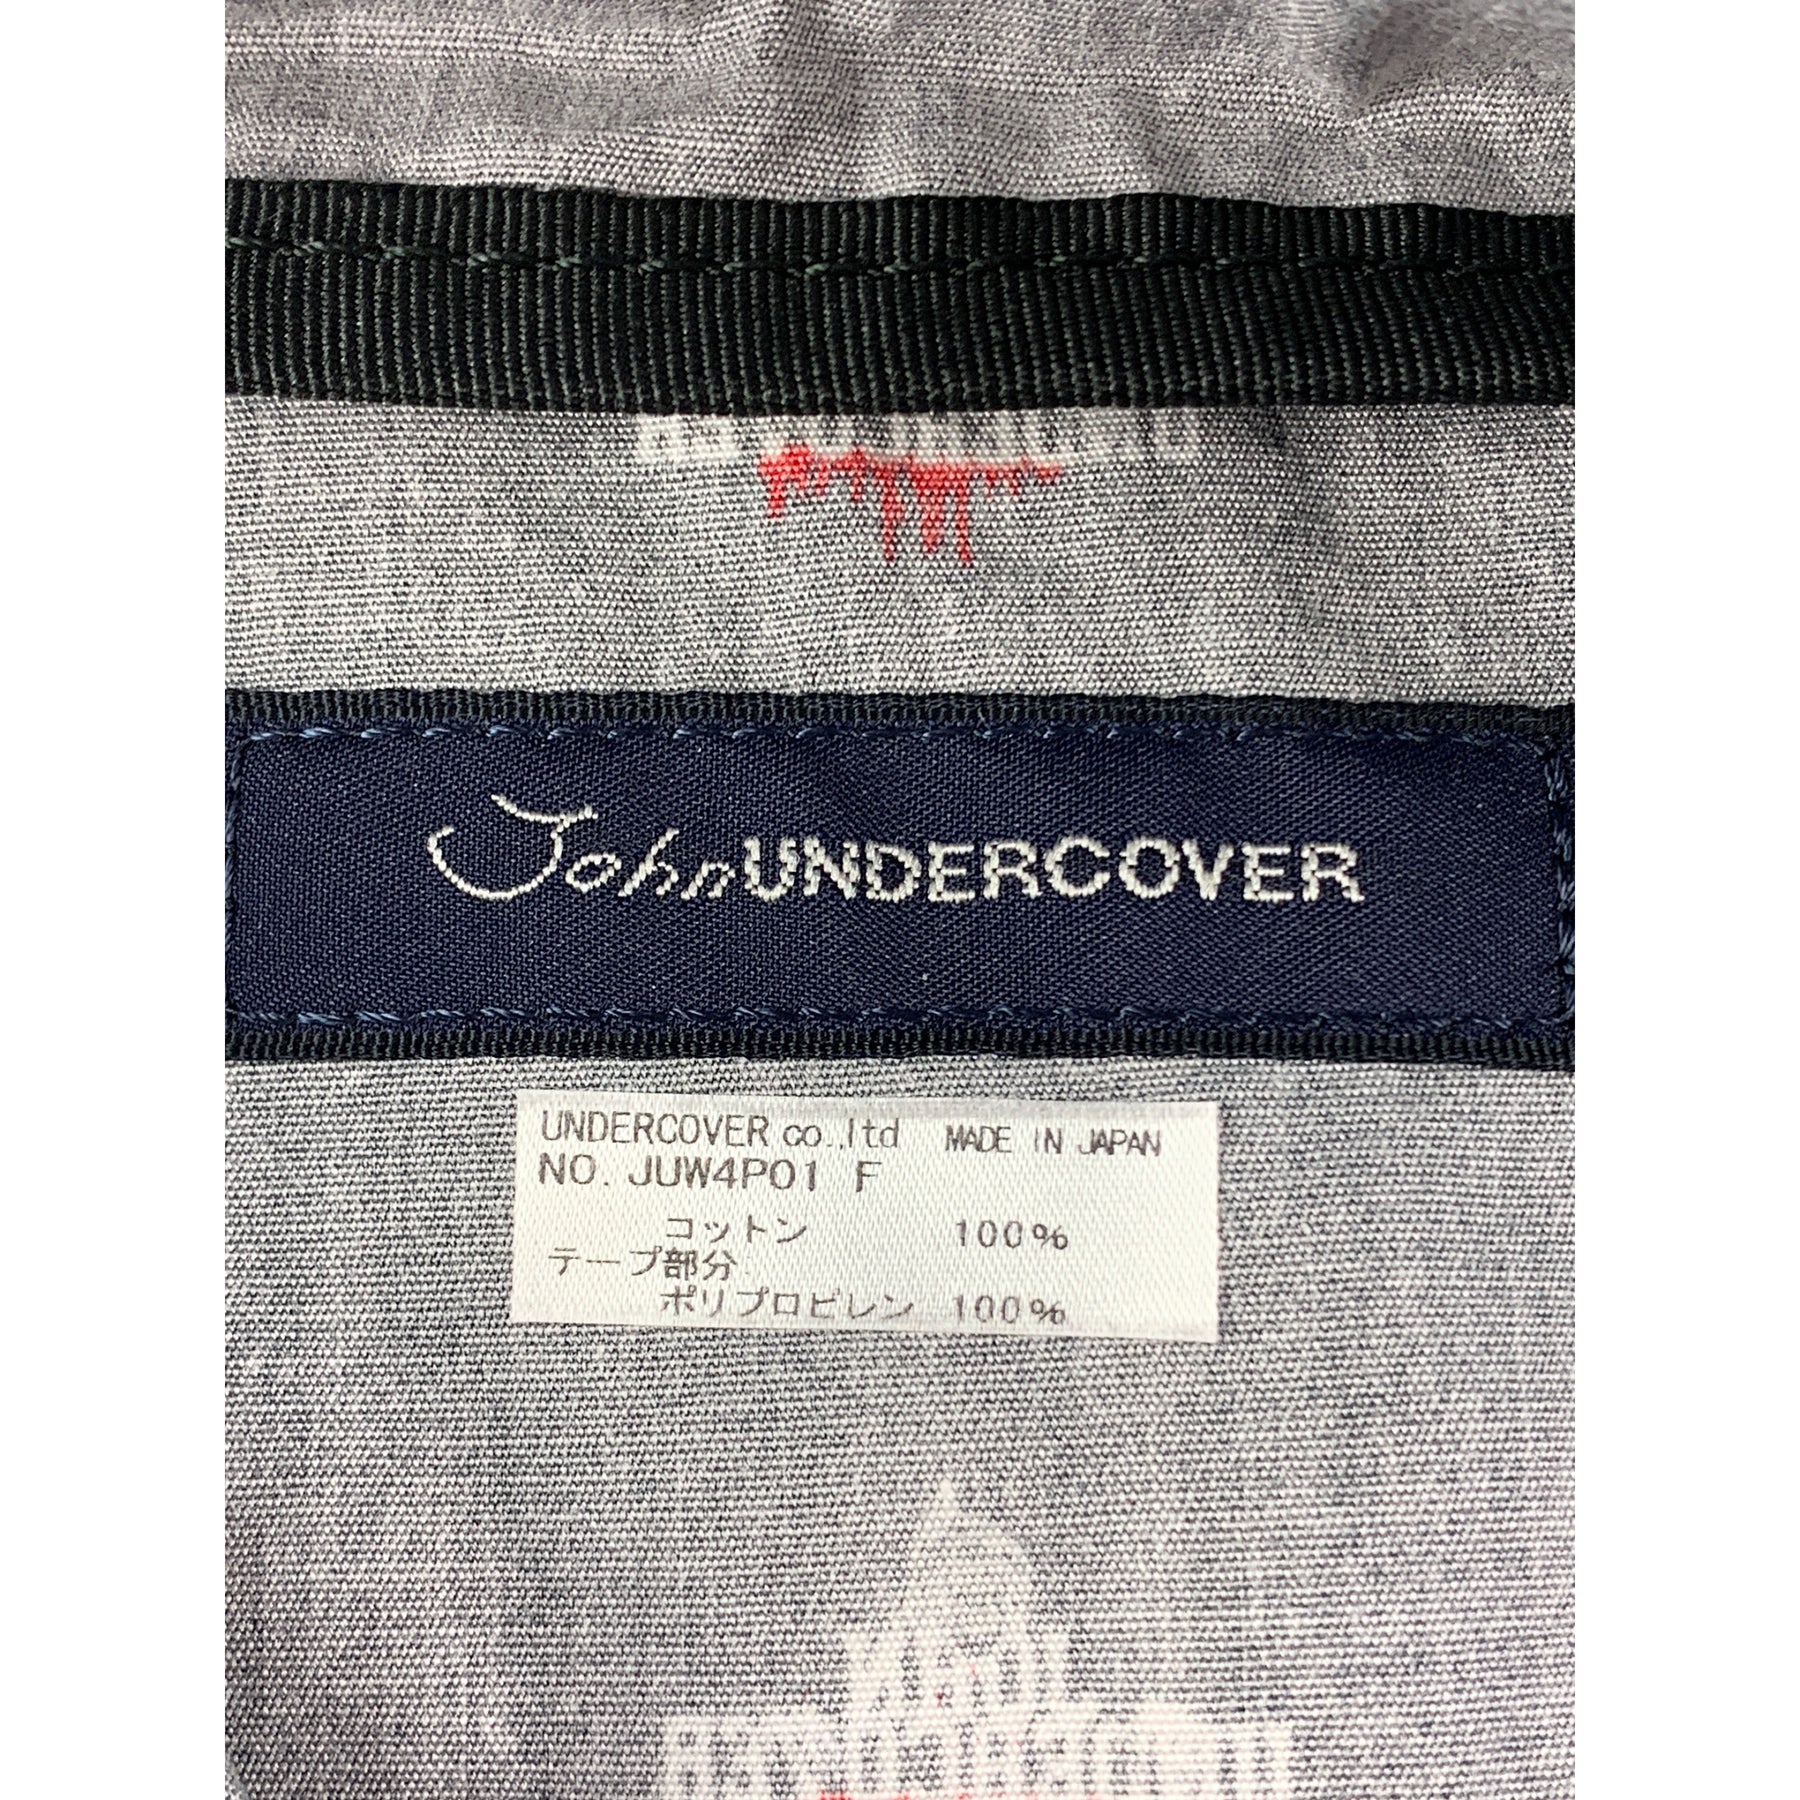 JohnUNDERCOVER
UNDERCOVER co.,ltd MADE IN JAPAN
NO. JUW4P01 F
コットン 100%
テープ部分
ポリプロピレン 100%